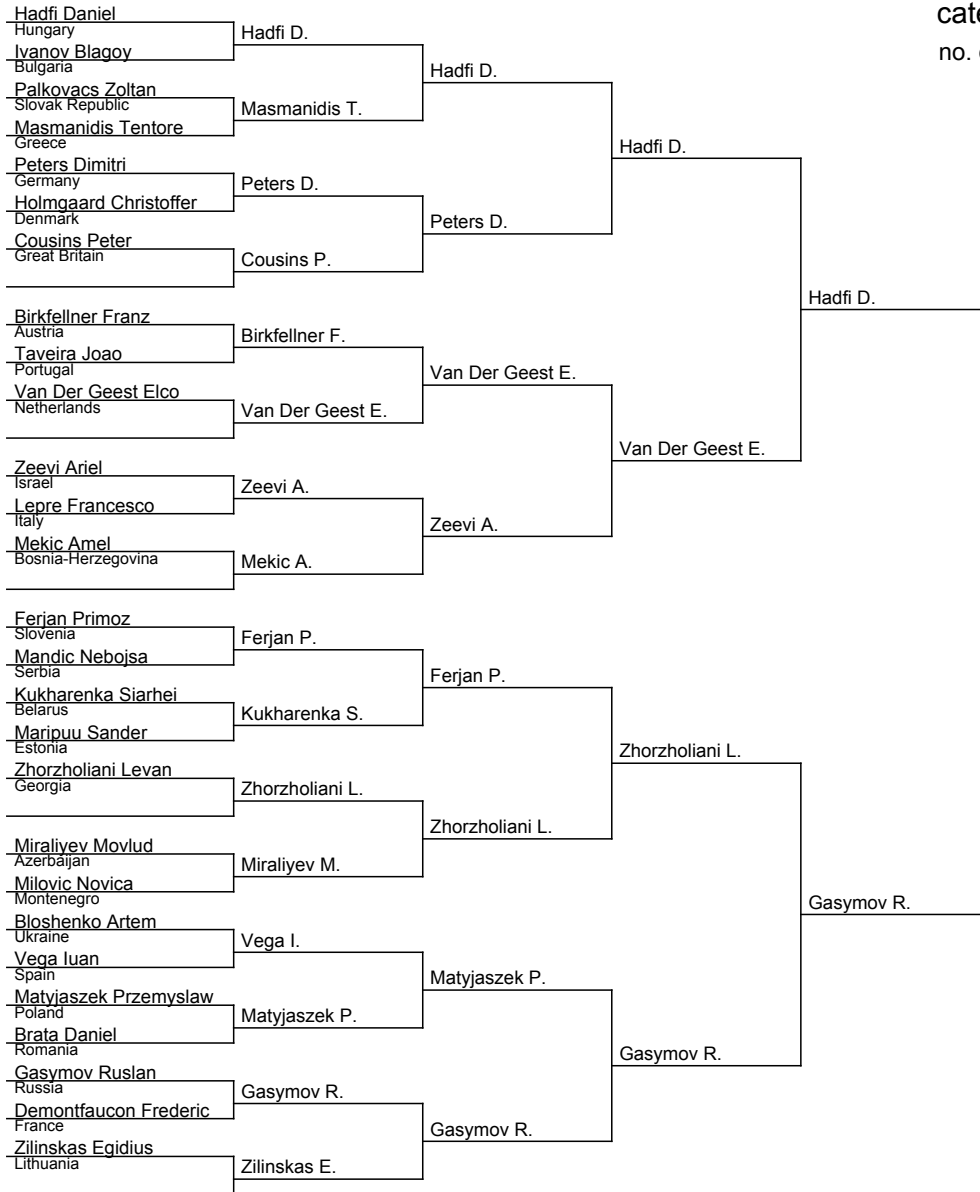 Hadfi Daniel
Hungary
Ivanov Blagoy
Bulgaria
Palkovacs Zoltan
Slovak Republic
Masmanidis Tentore
Greece
Peters Dimitri
Germany
Holmgaard Christoffer
Denmark
Cousins Peter
Great Britain
Birkfellner Franz
Austria
Taveira Joao
Portugal
Van Der Geest Elco
Netherlands
Zeevi Ariel
Israel
Lepre Francesco
Italy
Mekic Amel
Bosnia-Herzegovina
Ferjan Primoz
Slovenia
Mandic Nebojsa
Serbia
Kukharenka Siarhei
Belarus
Maripuu Sander
Estonia
Zhorzholiani Levan
Georgia
Miraliyev Movlud
Azerbaijan
Milovic Novica
Montenegro
Bloshenko Artem
Ukraine
Vega Iuan
Spain
Matyjaszek Przemyslaw
Poland
Brata Daniel
Romania
Gasymov Ruslan
Russia
Demontfaucon Frederic
France
Zilinskas Egidius
Lithuania
Hadfi D.
Masmanidis T.
Peters D.
Cousins P.
Birkfellner F.
Van Der Geest E.
Zeevi A.
Mekic A.
Ferjan P.
Kukharenka S.
Zhorzholiani L.
Miraliyev M.
Vega I.
Matyjaszek P.
Gasymov R.
Zilinskas E.
Hadfi D.
Peters D.
Van Der Geest E.
Zeevi A.
Ferjan P.
Zhorzholiani L.
Matyjaszek P.
Gasymov R.
Hadfi D.
Van Der Geest E.
Zhorzholiani L.
Gasymov R.
Hadfi D.
Gasymov R.
no.